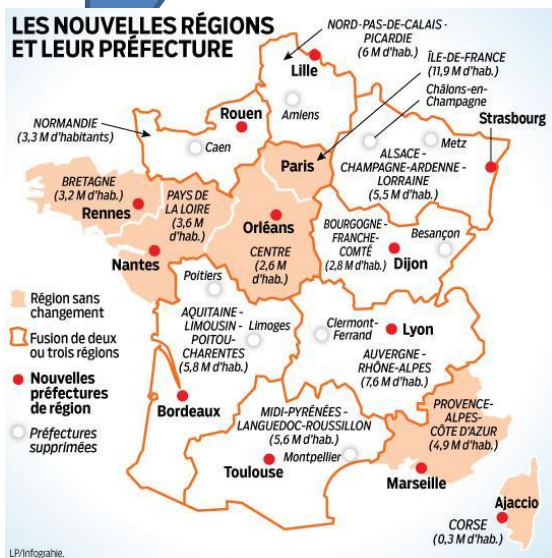 LES NOUVELLES RÉGIONS
ET LEUR PRÉFECTURE
NORD-PAS-DE-CALAIS -
PICARDIE
(6 M d'hab.)
Lille
ÎLE-DE-FRANCE
(11,9 M d'hab.)
Châlons-en-
Champagne
Amiens
NORMANDIE
(3,3 M d'habitants)
Rouen
Caen
Paris
Metz
Strasbourg
ALSACE -
CHAMPAGNE-ARDENNE -
LORRAINE
(5,5 M d'hab.)
BRETAGNE
(3,2 M d'hab.)
Rennes
PAYS DE
LA LOIRE
(3,6 M
d'hab.)
Nantes
Orléans
CENTRE
(2,6 M
d'hab.)
BOURGOGNE -
FRANCHE-
COMTÉ
(2,8 M d'hab.)
Besançon
Dijon
Poitiers
AQUITAINE -
LIMOUSIN -
POITOU-
CHARENTES
(5,8 M d'hab.)
Limoges
Clermont-
Ferrand
Lyon
AUVERGNE -
RHÔNE-ALPES
(7,6 M d'hab.)
Région sans
changement
Fusion de deux
ou trois régions
Nouvelles
préfectures
de région
Préfectures
supprimées
Bordeaux
MIDI-PYRÉNÉES -
LANGUEDOC-ROUSSILLON
(5,6 M d'hab.)
Montpellier
Toulouse
PROVENCE-
ALPES-
CÔTE D'AZUR
(4,9 M d'hab.)
Marseille
Ajaccio
CORSE
(0,3 M d'hab.)
LP/Infographie.